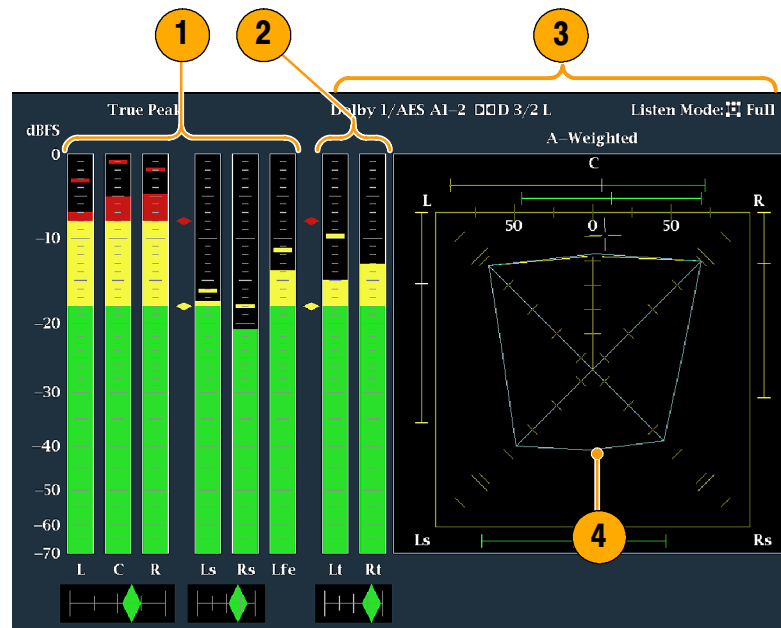 1 2 3
True Peak Dolby 1/AES A1-2 D 3/2 L Listen Mode: Full
dBFS A-Weighted
0 C
L R
50 0 50
-10
-20
-30
-40
-50
-60
-70
4
Ls Rs
L C R Ls Rs Lfe Lt Rt